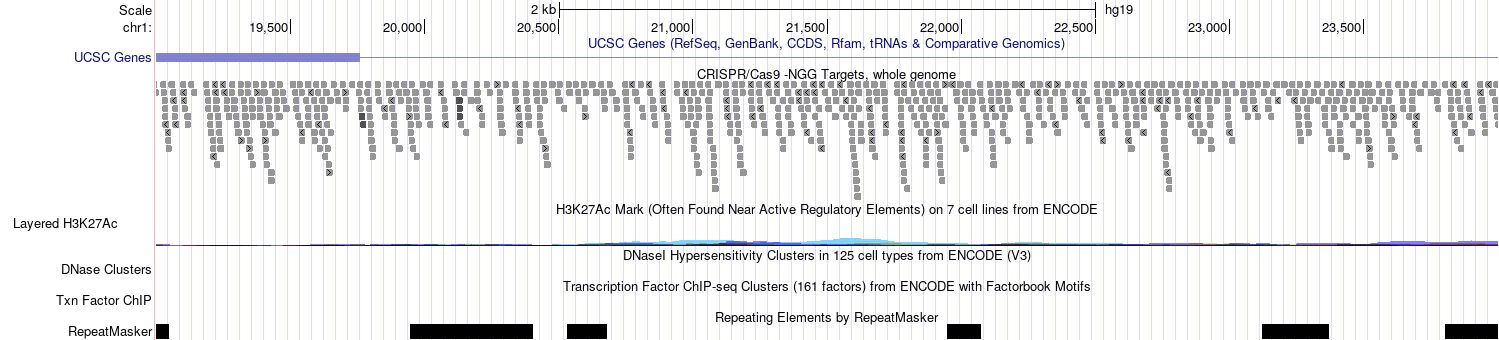 Scale 2 kb hg19
chr1: 19,500 20,000 20,500 21,000 21,500 22,000 22,500 23,000 23,500
UCSC Genes (RefSeq, GenBank, CCDS, Rfam, tRNAs & Comparative Genomics)
UCSC Genes
CRISPR/Cas9 -NGG Targets, whole genome
H3K27Ac Mark (Often Found Near Active Regulatory Elements) on 7 cell lines from ENCODE
Layered H3K27Ac
DNaseI Hypersensitivity Clusters in 125 cell types from ENCODE (V3)
DNase Clusters
Transcription Factor ChIP-seq Clusters (161 factors) from ENCODE with Factorbook Motifs
Txn Factor ChIP
Repeating Elements by RepeatMasker
RepeatMasker